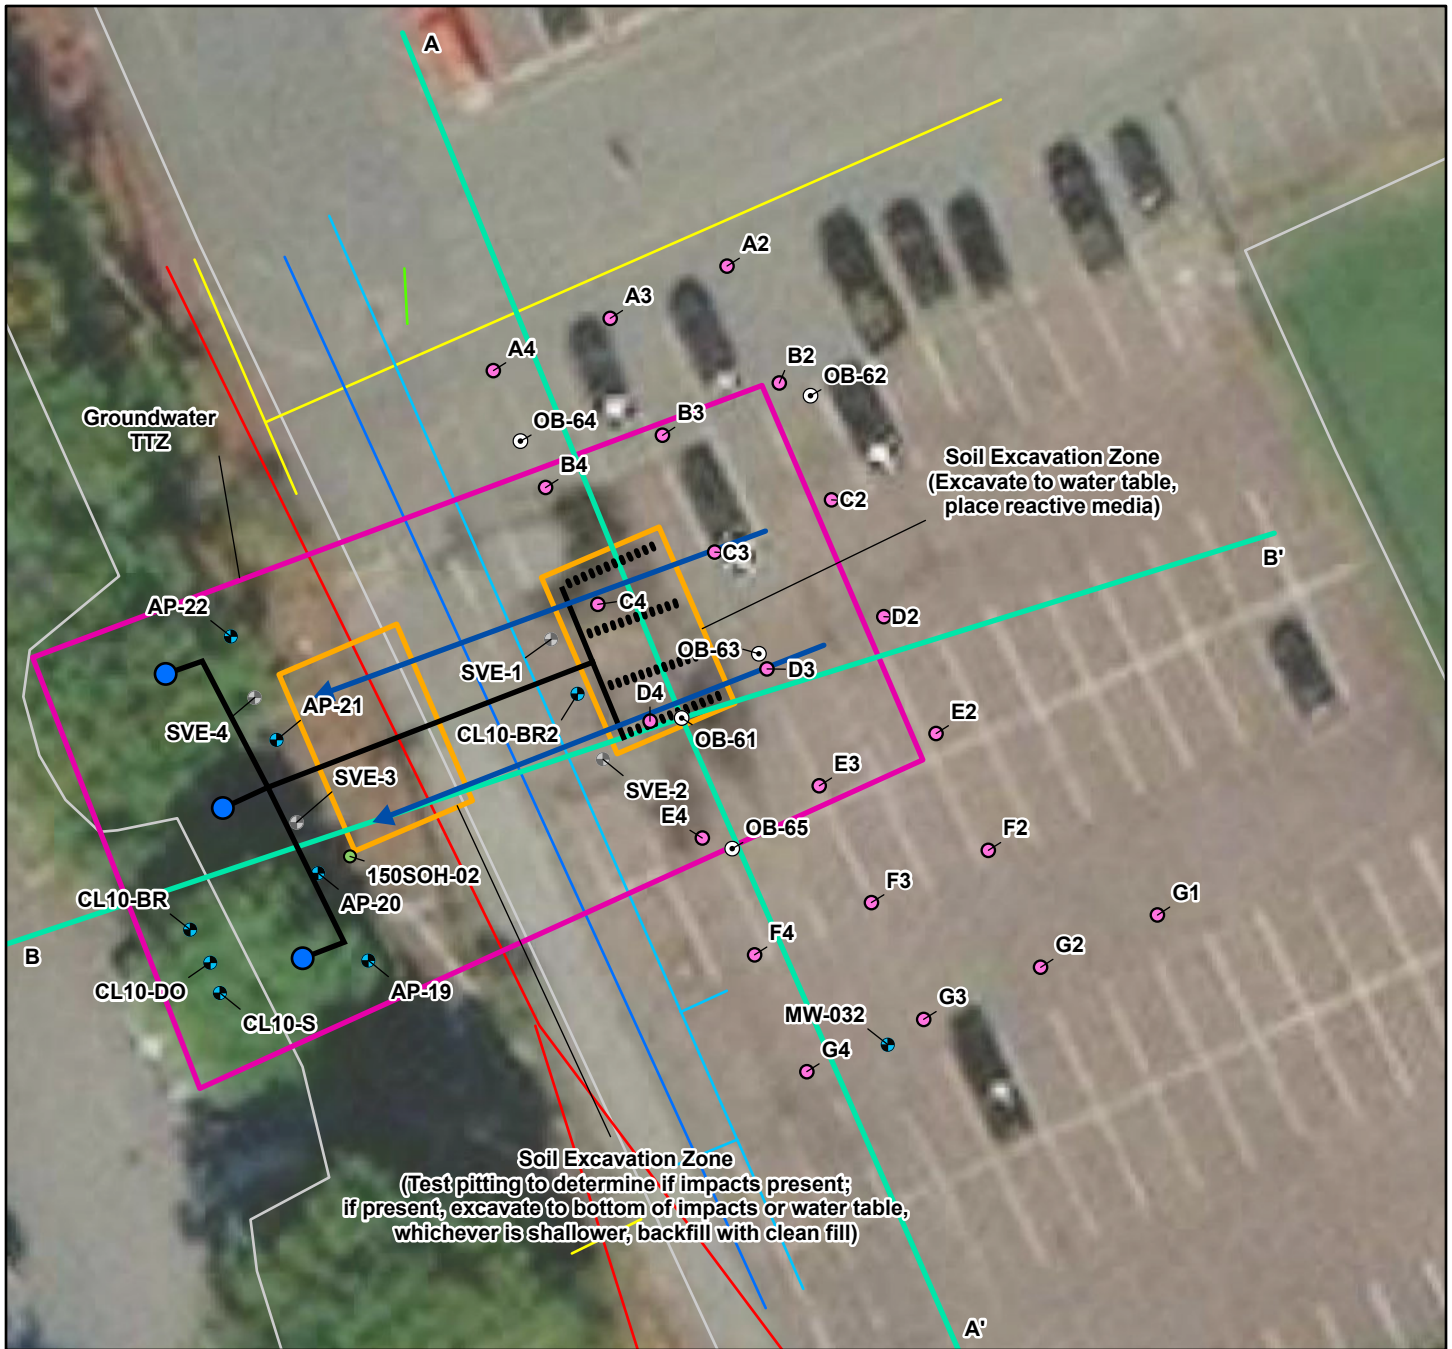 A
A2
A3
A4
B2
OB-62
Groundwater
TTZ
B3
OB-64
B4
Soil Excavation Zone
(Excavate to water table,
place reactive media)
C2
C3
B'
C4
AP-22
D2
OB-63
SVE-1
D3
D4
AP-21
SVE-4
CL10-BR2
OB-61
E2
SVE-3
E3
SVE-2
E4
OB-65
F2
150SOH-02
F3
CL10-BR
AP-20
G1
F4
B
G2
CL10-DO
AP-19
G3
MW-032
CL10-S
G4
Soil Excavation Zone
(Test pitting to determine if impacts present;
if present, excavate to bottom of impacts or water table,
whichever is shallower, backfill with clean fill)
A'